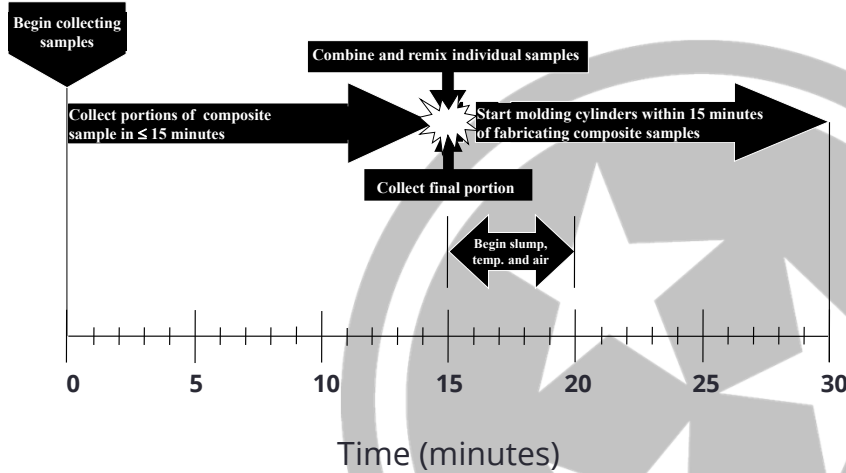 Begin collecting
samples
Combine and remix individual samples
Collect portions of composite
sample in ≤ 15 minutes
Start molding cylinders within 15 minutes
of fabricating composite samples
Collect final portion
Begin slump,
temp. and air
0 5 10 15 20 25 30
Time (minutes)